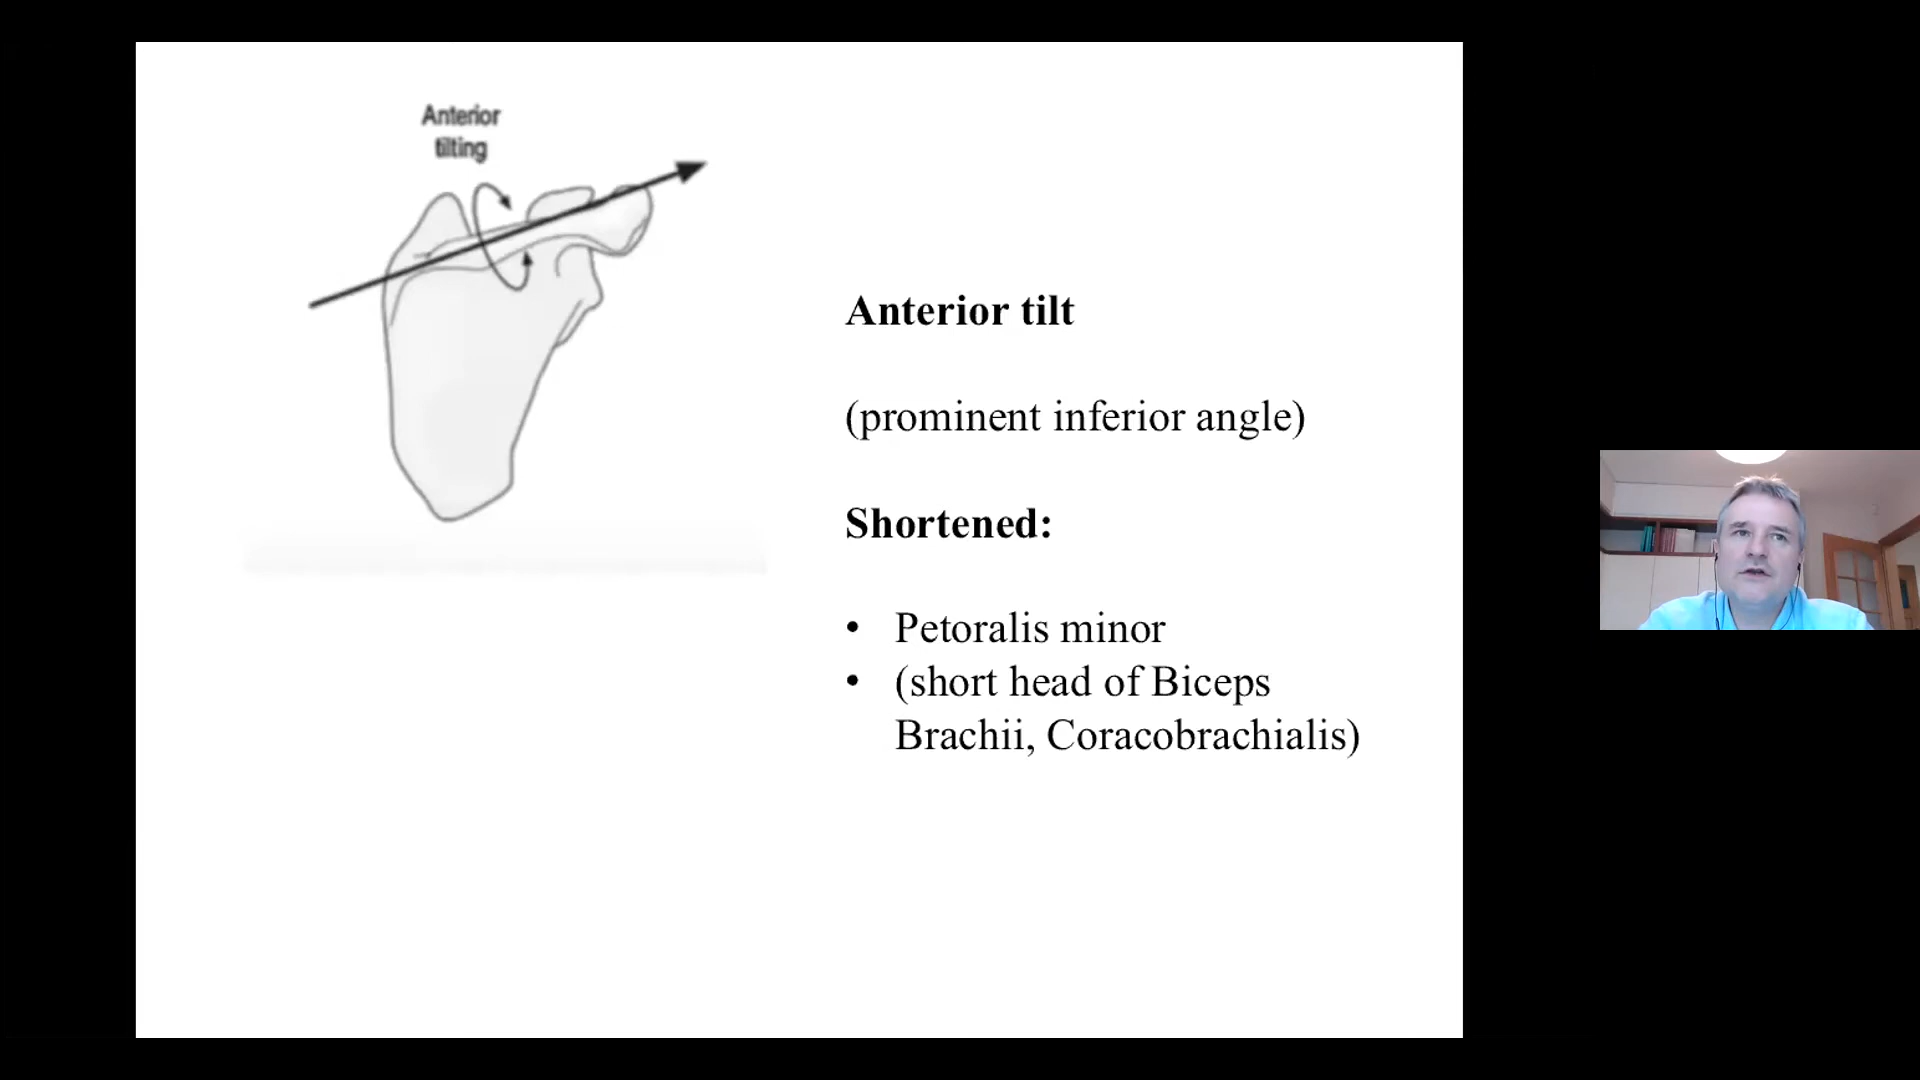 Anterior
tilting
Anterior tilt
(prominent inferior angle)
Shortened:
• Petoralis minor
• (short head of Biceps
Brachii, Coracobrachialis)